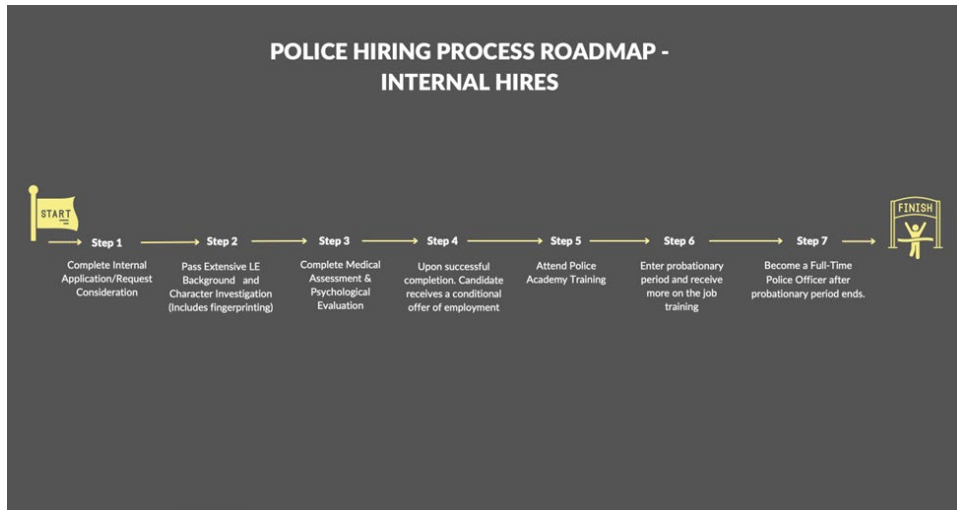 POLICE HIRING PROCESS ROADMAP -
INTERNAL HIRES
START
Step 1
Complete Internal
Application/Request
Consideration
Step 2
Pass Extensive LE
Background and
Character Investigation
(Includes fingerprinting)
Step 3
Complete Medical
Assessment &
Psychological
Evaluation
Step 4
Upon successful
completion. Candidate
receives a conditional
offer of employment
Step 5
Attend Police
Academy Training
Step 6
Enter probationary
period and receive
more on the job
training
Step 7
Become a Full-Time
Police Officer after
probationary period ends.
FINISH